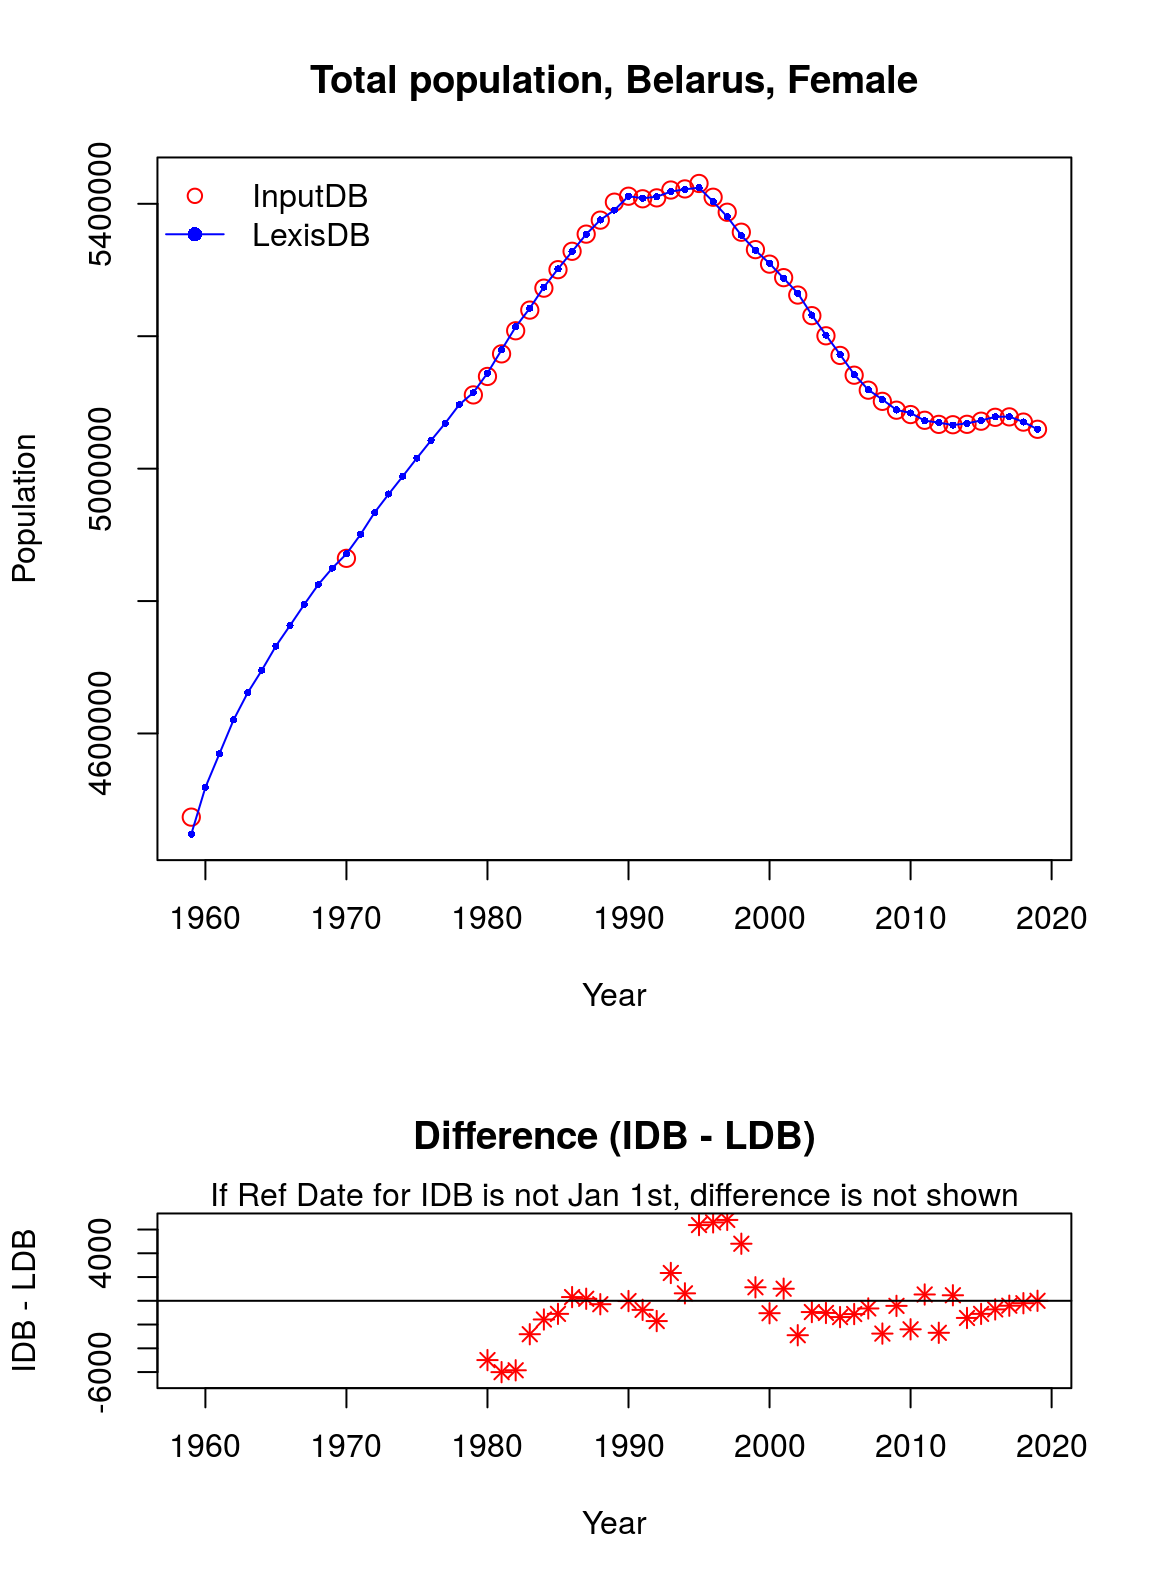 Total population, Belarus, Female
InputDB
LexisDB
5400000
5000000
4600000
Population
1960 1970 1980 1990 2000 2010 2020
Year
Difference (IDB - LDB)
If Ref Date for IDB is not Jan 1st, difference is not shown
4000
-6000
IDB - LDB
1960 1970 1980 1990 2000 2010 2020
Year